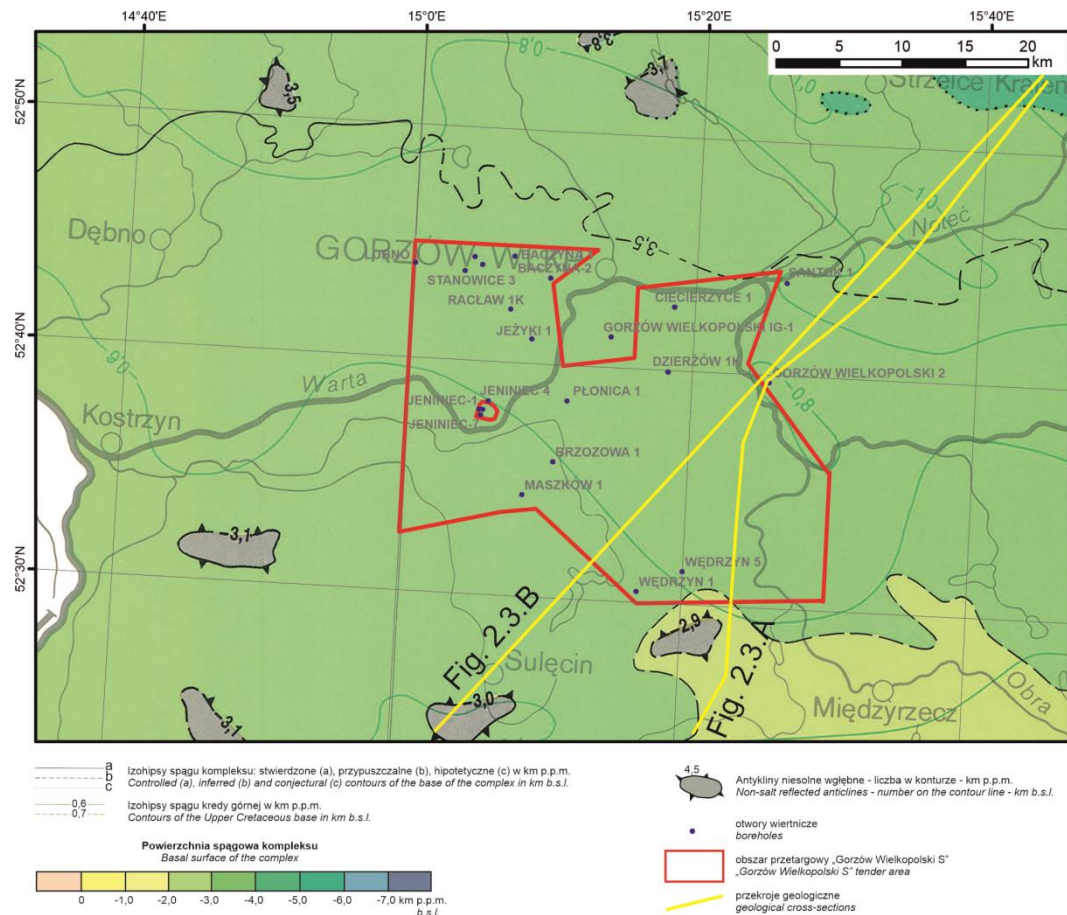 14°40' 15°0' 15°20' 15°40'
0 5 10 15 20
km
52°50'
52°40'
52°30'
-3,5
0,8
3,8
-3,7
1,0
Strzelce Krajeń
-1,0
Noteć
3,5
Dębno
GORZÓW WLK
UBNO
BACZYNA
BACZYNA-2
STANOWICE 3
SANTOK 1
RACŁAW 1K
CIECIERZYCE 1
JEŻYKI 1
GORZÓW WIELKOPOLSKI IG-1
-0,6
DZIERŻÓW 1K
GORZÓW WIELKOPOLSKI 2
-0,8
Warta
JENINIEC 4
JENINIEC-1
PŁONICA 1
JENINIEC-7
Kostrzyn
BRZOZOWA 1
MASZKÓW 1
-3,1
WĘDRZYN 5
WĘDRZYN 1
Fig. 2.3.B
-2,9
Fig. 2.3.A
Sulęcin
-3,0
-3,1
Międzyrzecz
Obra
a
b
c
Izohipsy spągu kompleksu: stwierdzone (a), przypuszczalne (b), hipotetyczne (c) w km p.p.m.
Controlled (a), inferred (b) and conjectural (c) contours of the base of the complex in km b.s.l.
0,6
0,7
Izohipsy spągu kredy górnej w km p.p.m.
Contours of the Upper Cretaceous base in km b.s.l.
Powierzchnia spągowa kompleksu
Basal surface of the complex
0 -1,0 -2,0 -3,0 -4,0 -5,0 -6,0 -7,0 km p.p.m.
b.s.l.
4,5
Antykliny niesolne wgłębne - liczba w konturze - km p.p.m.
Non-salt reflected anticlines - number on the contour line - km b.s.l.
otwory wiertnicze
boreholes
obszar przetargowy „Gorzów Wielkopolski S”
„Gorzów Wielkopolski S” tender area
przekroje geologiczne
geological cross-sections